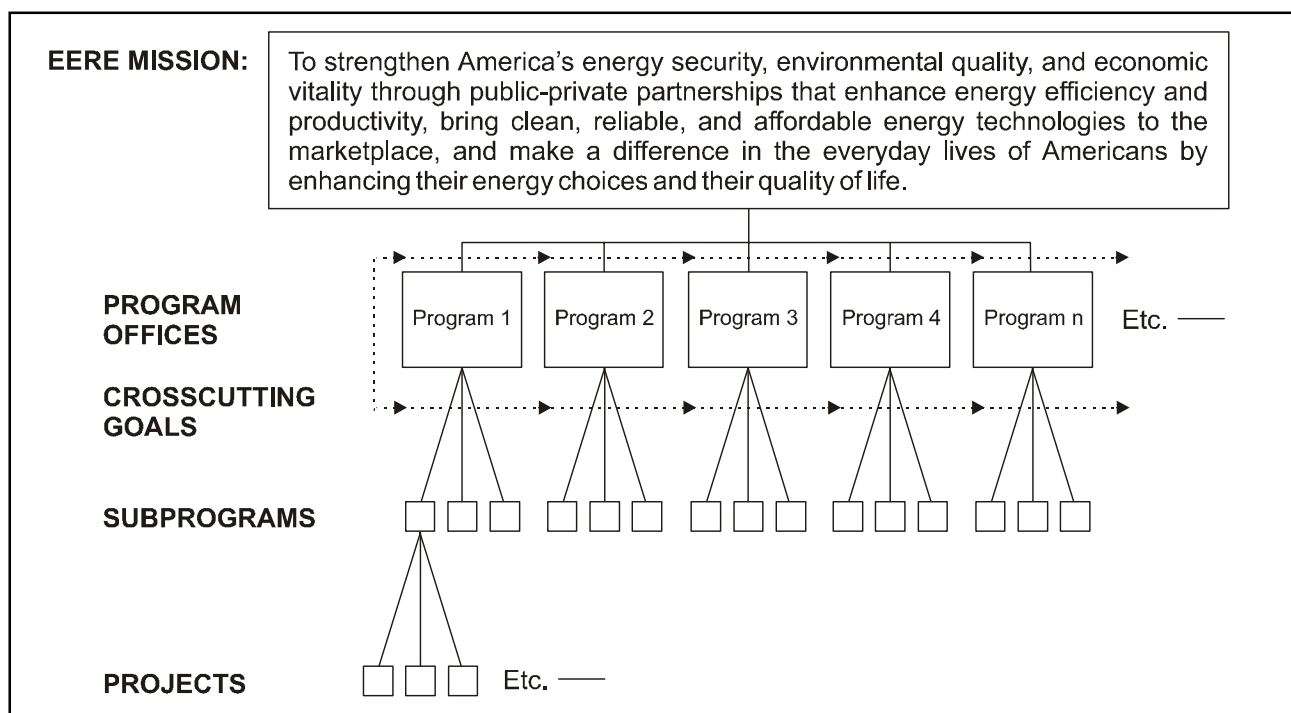 EERE MISSION:
To strengthen America's energy security, environmental quality, and economic
vitality through public-private partnerships that enhance energy efficiency and
productivity, bring clean, reliable, and affordable energy technologies to the
marketplace, and make a difference in the everyday lives of Americans by
enhancing their energy choices and their quality of life.
PROGRAM
OFFICES
Program 1
Program 2
Program 3
Program 4
Program n
Etc.
CROSSCUTTING
GOALS
SUBPROGRAMS
PROJECTS
Etc.